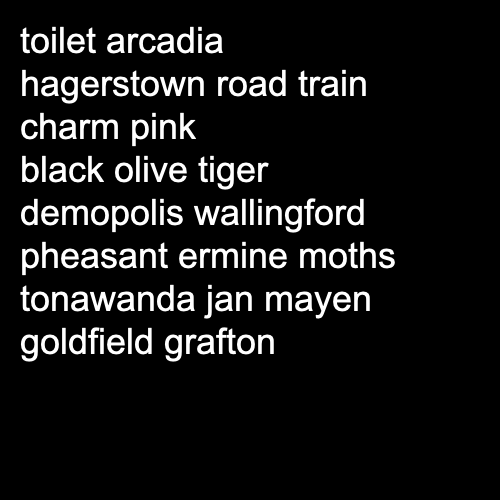 toilet arcadia
hagerstown road train
charm pink
black olive tiger
demopolis wallingford
pheasant ermine moths
tonawanda jan mayen
goldfield grafton